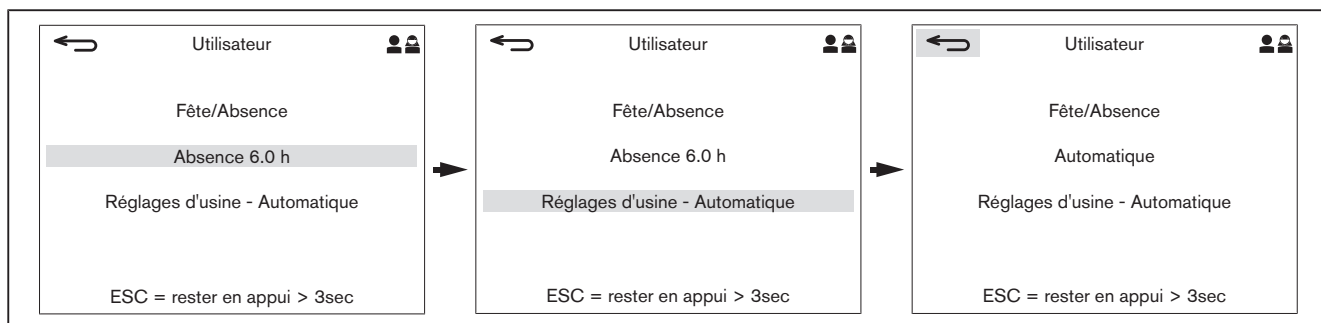 Utilisateur
Fête/Absence
Absence 6.0 h
Réglages d'usine - Automatique
ESC = rester en appui > 3sec
Utilisateur
Fête/Absence
Absence 6.0 h
Réglages d'usine - Automatique
ESC = rester en appui > 3sec
Utilisateur
Fête/Absence
Automatique
Réglages d'usine - Automatique
ESC = rester en appui > 3sec